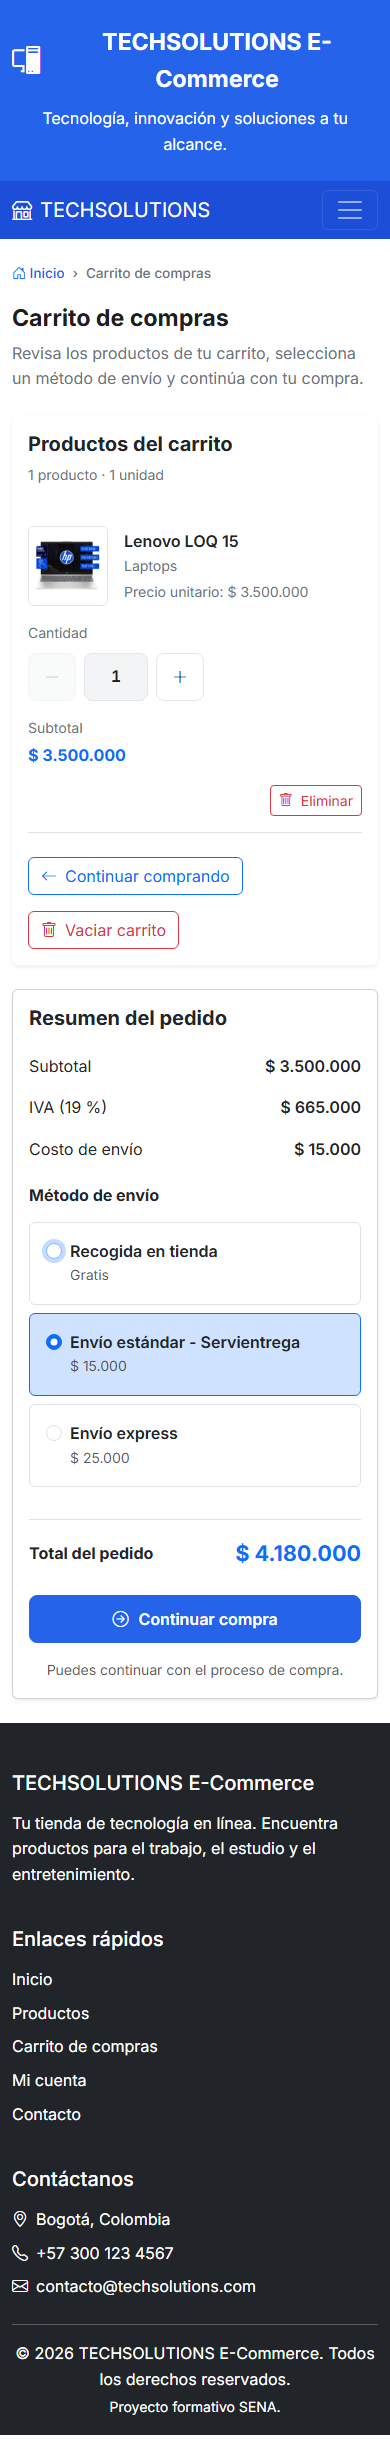 TECHSOLUTIONS E-
Commerce
Tecnología, innovación y soluciones a tu
alcance.
TECHSOLUTIONS
Inicio › Carrito de compras
Carrito de compras
Revisa los productos de tu carrito, selecciona
un método de envío y continúa con tu compra.
Productos del carrito
1 producto · 1 unidad
hp
Lenovo LOQ 15
Laptops
Precio unitario: $ 3.500.000
Cantidad
1
Subtotal
$ 3.500.000
Eliminar
Continuar comprando
Vaciar carrito
Resumen del pedido
Subtotal $ 3.500.000
IVA (19 %) $ 665.000
Costo de envío $ 15.000
Método de envío
Recogida en tienda
Gratis
Envío estándar - Servientrega
$ 15.000
Envío express
$ 25.000
Total del pedido $ 4.180.000
Continuar compra
Puedes continuar con el proceso de compra.
TECHSOLUTIONS E-Commerce
Tu tienda de tecnología en línea. Encuentra
productos para el trabajo, el estudio y el
entretenimiento.
Enlaces rápidos
Inicio
Productos
Carrito de compras
Mi cuenta
Contacto
Contáctanos
Bogotá, Colombia
+57 300 123 4567
contacto@techsolutions.com
© 2026 TECHSOLUTIONS E-Commerce. Todos
los derechos reservados.
Proyecto formativo SENA.